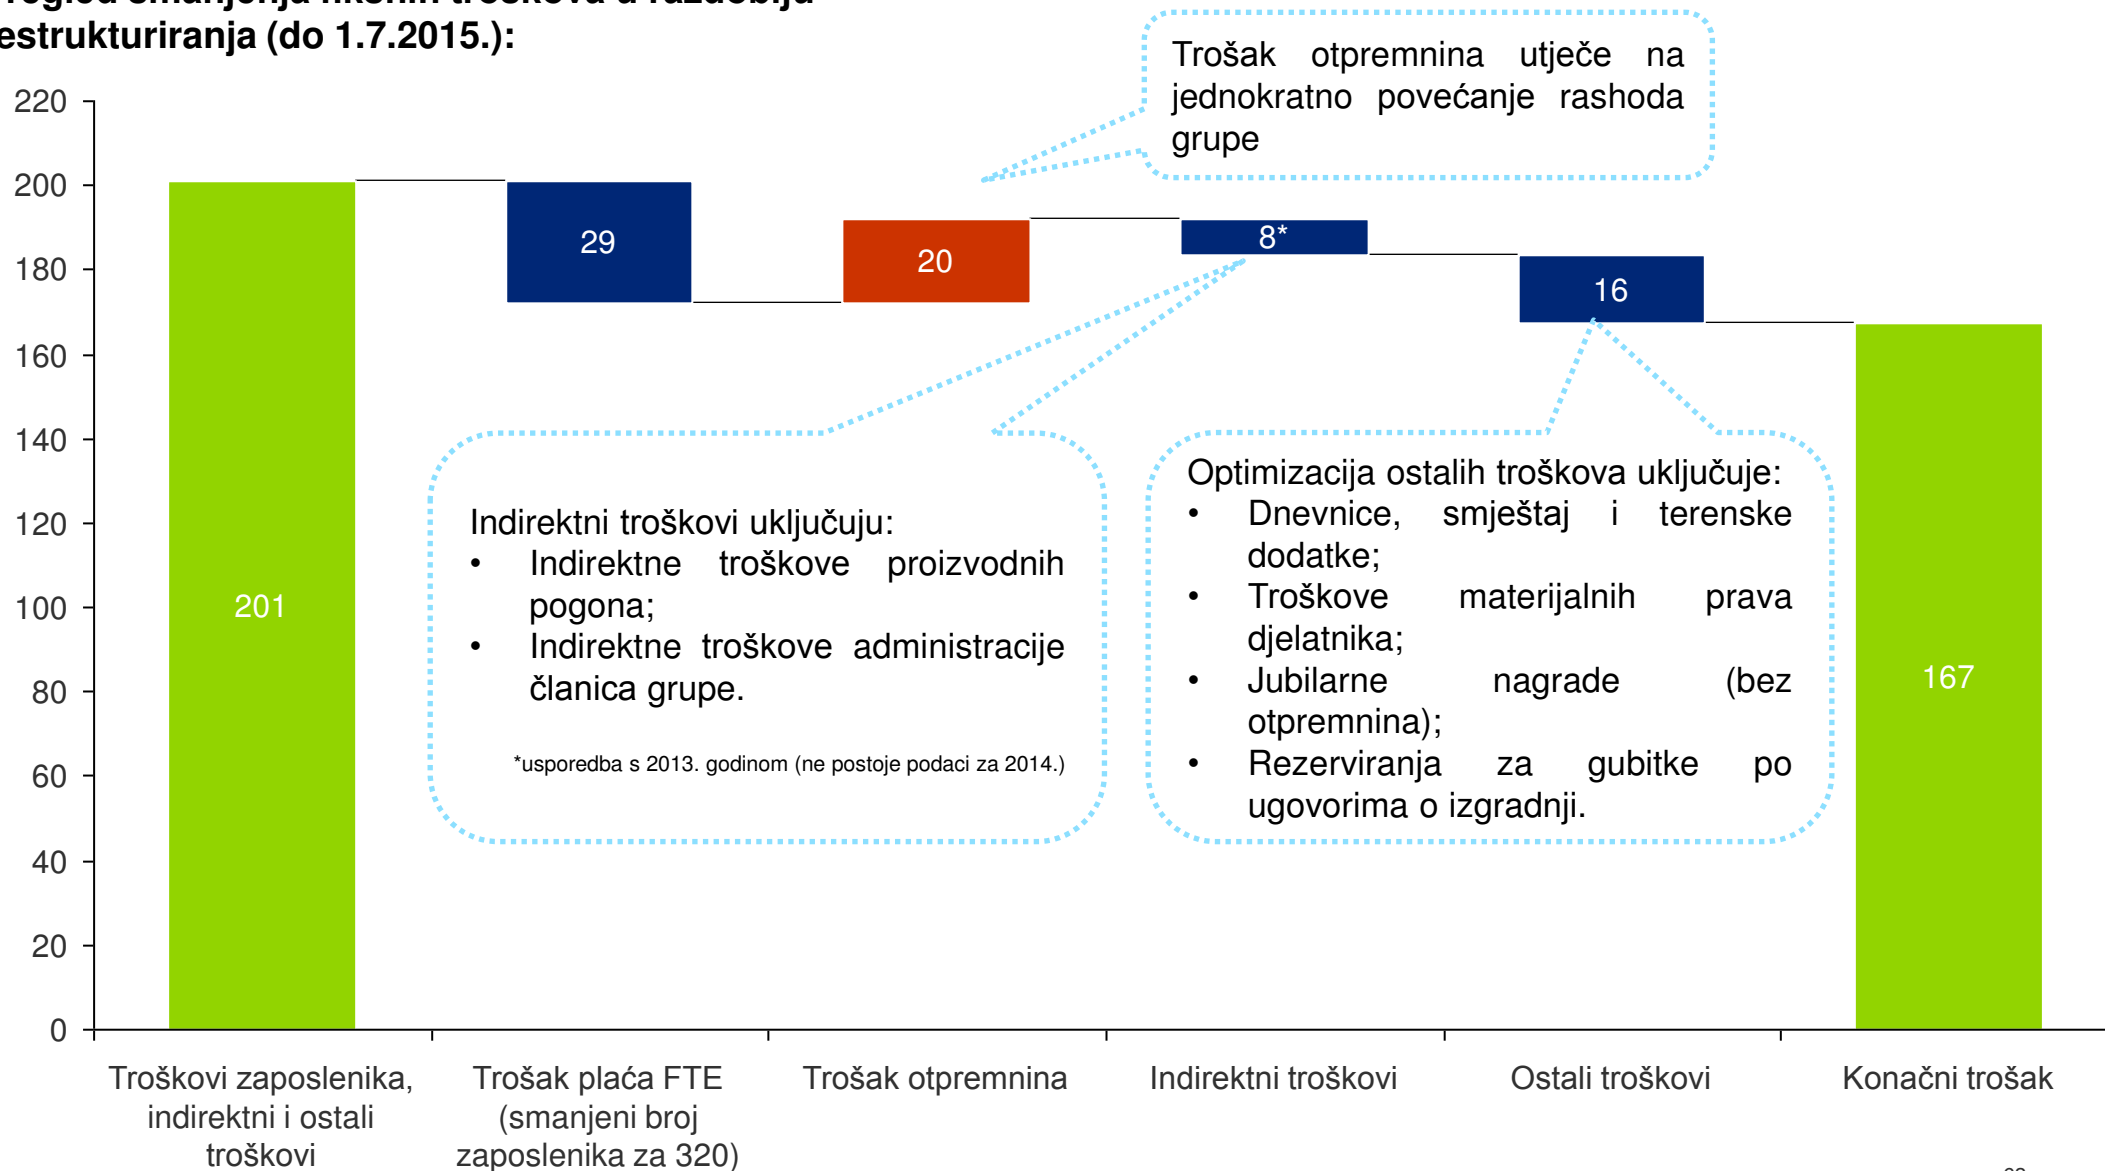 estrukturiranja (do 1.7.2015.):
Trošak otpremnina utječe na
jednokratno povećanje rashoda
grupe
220
200
180
160
140
120
100
80
60
40
20
0
201
29
20
8*
16
167
Indirektni troškovi uključuju:
• Indirektne troškove proizvodnih
pogona;
• Indirektne troškove administracije
članica grupe.
*usporedba s 2013. godinom (ne postoje podaci za 2014.)
Optimizacija ostalih troškova uključuje:
• Dnevnice, smještaj i terenske
dodatke;
• Troškove materijalnih prava
djelatnika;
• Jubilarne nagrade (bez
otpremnina);
• Rezerviranja za gubitke po
ugovorima o izgradnji.
Troškovi zaposlenika,
indirektni i ostali
troškovi
Trošak plaća FTE
(smanjeni broj
zaposlenika za 320)
Trošak otpremnina
Indirektni troškovi
Ostali troškovi
Konačni trošak